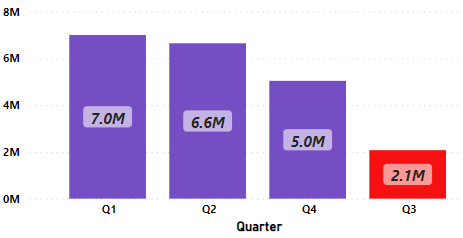 8M
6M
4M
2M
0M
7.0M
6.6M
5.0M
2.1M
Q1 Q2 Q4 Q3
Quarter